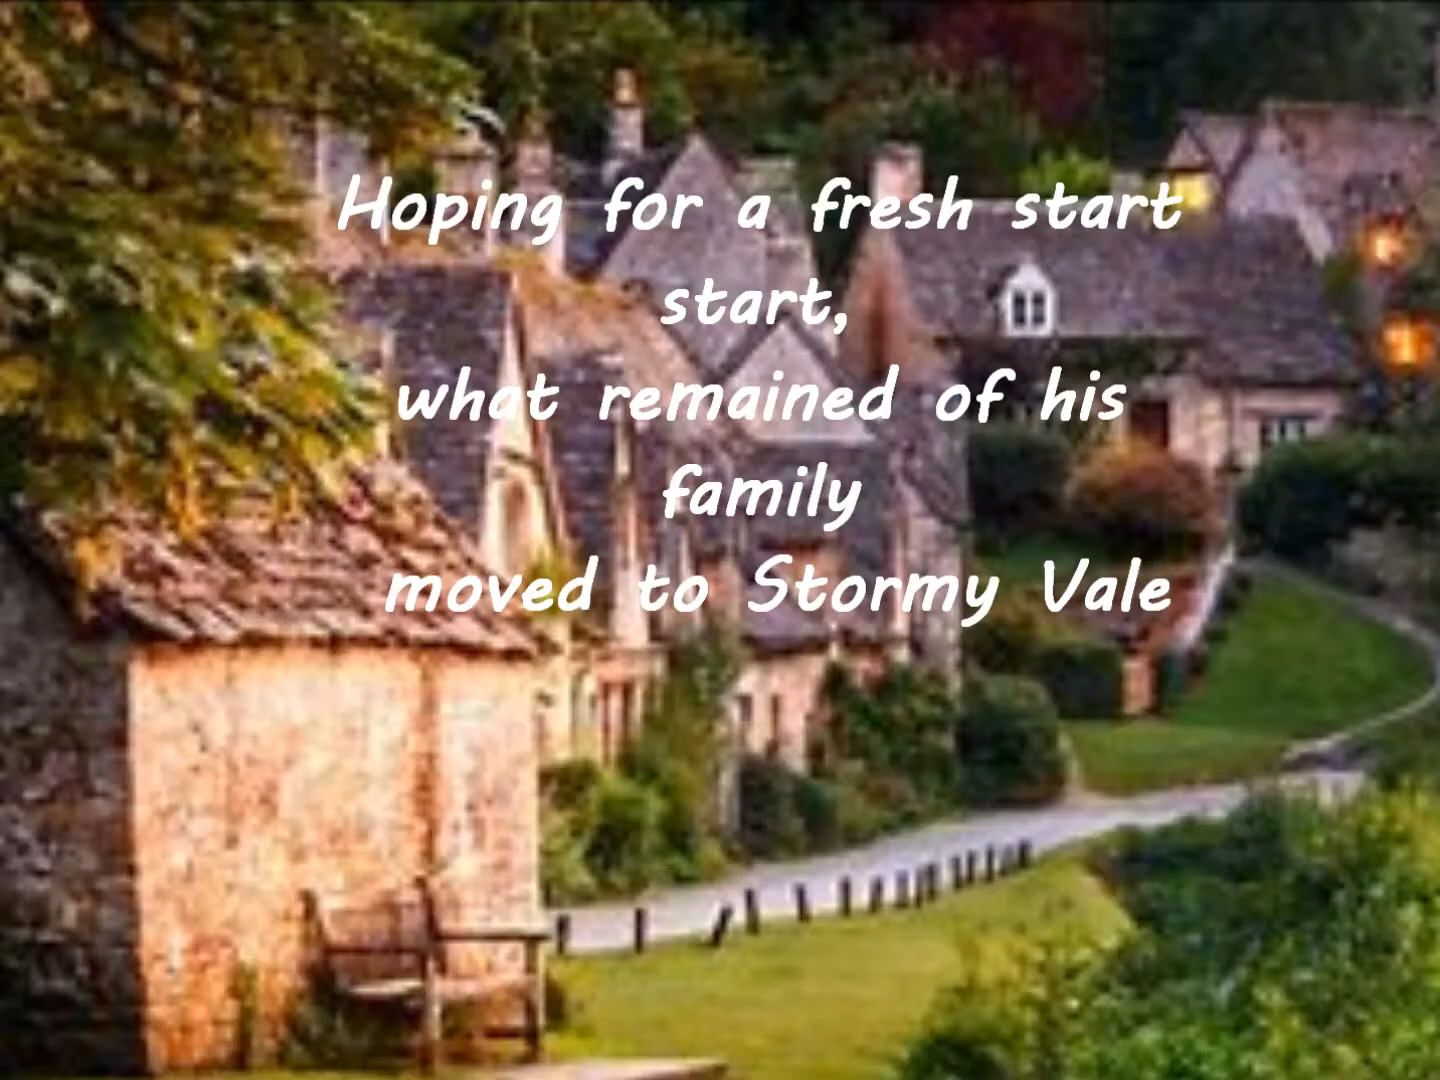 Hoping for a fresh start
start,
what remained of his
family
moved to Stormy Vale